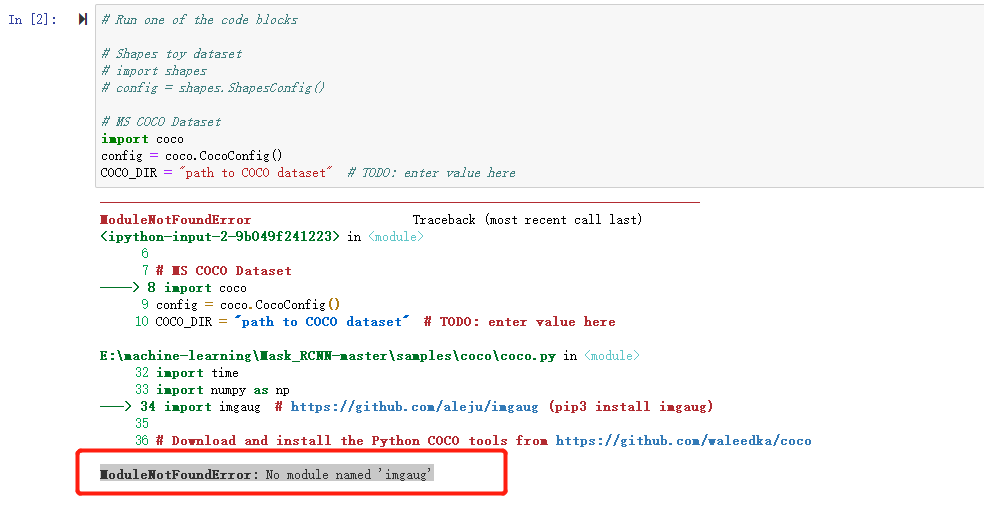 In [2]:
# Run one of the code blocks
# Shapes toy dataset
# import shapes
# config = shapes.ShapesConfig()
# MS COCO Dataset
import coco
config = coco.CocoConfig()
COCO_DIR = "path to COCO dataset"  # TODO: enter value here
ModuleNotFoundError Traceback (most recent call last)
<ipython-input-2-9b049f241223> in <module>
6
7 # MS COCO Dataset
----> 8 import coco
9 config = coco.CocoConfig()
10 COCO_DIR = "path to COCO dataset"  # TODO: enter value here
E:\machine-learning\Mask_RCNN-master\samples\coco\coco.py in <module>
32 import time
33 import numpy as np
---> 34 import imgaug  # https://github.com/aleju/imgaug (pip3 install imgaug)
35
36 # Download and install the Python COCO tools from https://github.com/waleedka/coco
ModuleNotFoundError: No module named 'imgaug'